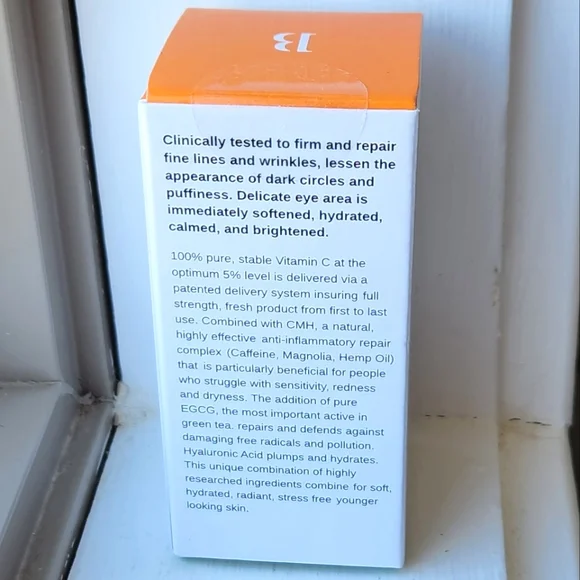 Clinically tested to firm and repair
fine lines and wrinkles, lessen the
appearance of dark circles and
puffiness. Delicate eye area is
immediately softened, hydrated,
calmed, and brightened.
100% pure, stable Vitamin C at the
optimum 5% level is delivered via a
patented delivery system insuring full
strength, fresh product from first to last
use. Combined with CMH, a natural,
highly effective anti-inflammatory repair
complex (Caffeine, Magnolia, Hemp Oil)
that is particularly beneficial for people
who struggle with sensitivity, redness
and dryness. The addition of pure
EGCG, the most important active in
green tea. repairs and defends against
damaging free radicals and pollution.
Hyaluronic Acid plumps and hydrates.
This unique combination of highly
researched ingredients combine for soft,
hydrated, radiant, stress free younger
looking skin.